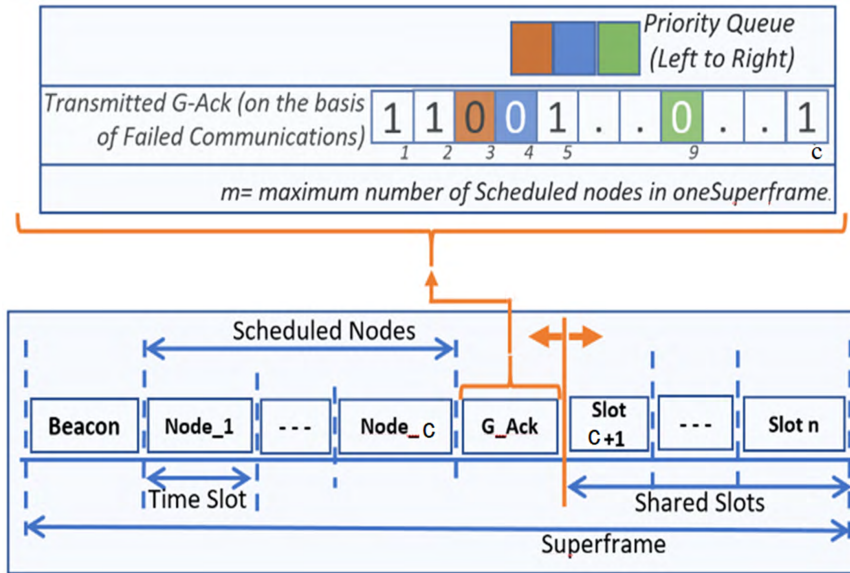 Priority Queue
(Left to Right)
Transmitted G-Ack (on the basis
of Failed Communications)
1 1 0 0 1 . . 0 . . 1
1 2 3 4 5 9 c
m= maximum number of Scheduled nodes in oneSuperframe.
Scheduled Nodes
Beacon
Node_1
---
Node_c
G_Ack
Slot
C+1
---
Slot n
Time Slot
Shared Slots
Superframe